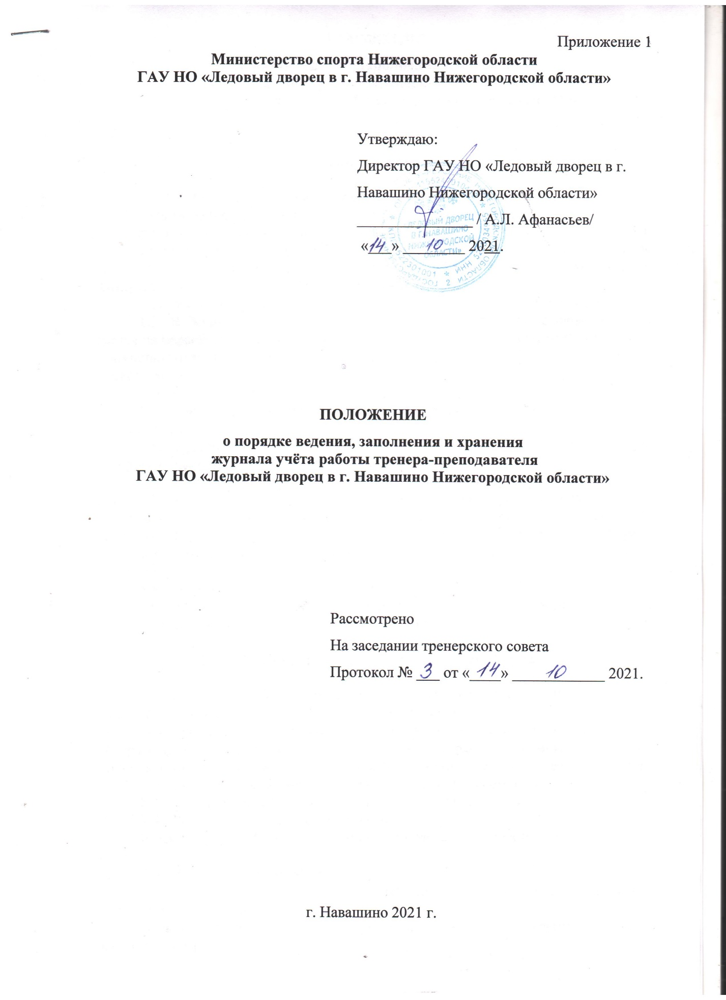 Приложение 1
Министерство спорта Нижегородской области
ГАУ НО «Ледовый дворец в г. Навашино Нижегородской области»
Утверждаю:
Директор ГАУ НО «Ледовый дворец в г.
Навашино Нижегородской области»
_______________ / А.Л. Афанасьев/
«14» 10 2021.
ЛЕДОВЫЙ ДВОРЕЦ
В Г. НАВАШИНО
НИЖЕГОРОДСКОЙ
ОБЛАСТИ»
ПОЛОЖЕНИЕ
о порядке ведения, заполнения и хранения
журнала учёта работы тренера-преподавателя
ГАУ НО «Ледовый дворец в г. Навашино Нижегородской области»
Рассмотрено
На заседании тренерского совета
Протокол № 3 от «14» 10 2021.
г. Навашино 2021 г.